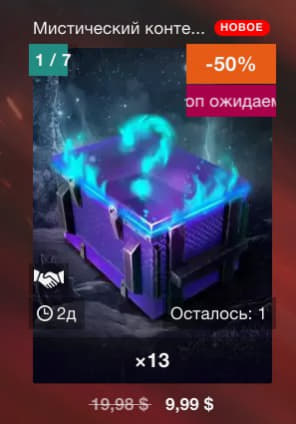 Мистический конте...
НОВОЕ
1 / 7
-50%
оп ожидаем
2д
Осталось: 1
×13
19,98 $ 9,99 $